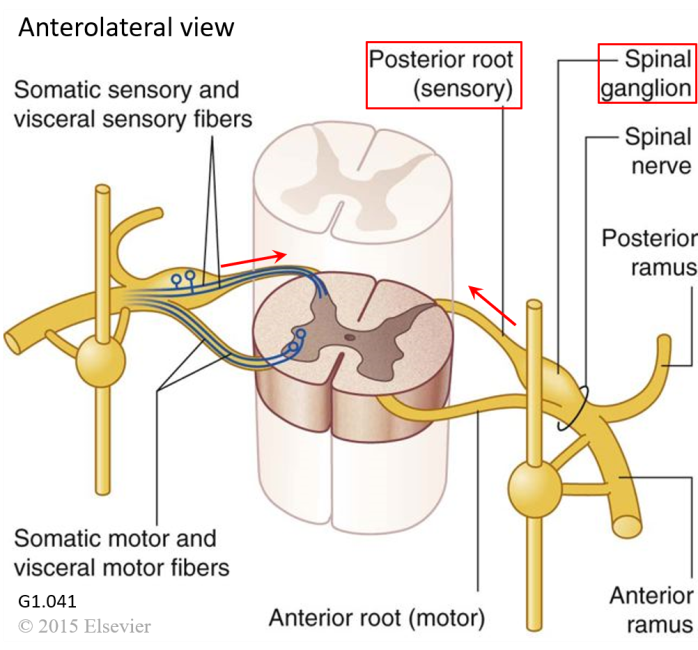 Anterolateral view
Somatic sensory and
visceral sensory fibers
Posterior root
(sensory)
Spinal
ganglion
Spinal
nerve
Posterior
ramus
Somatic motor and
visceral motor fibers
G1.041
© 2015 Elsevier
Anterior root (motor)
Anterior
ramus